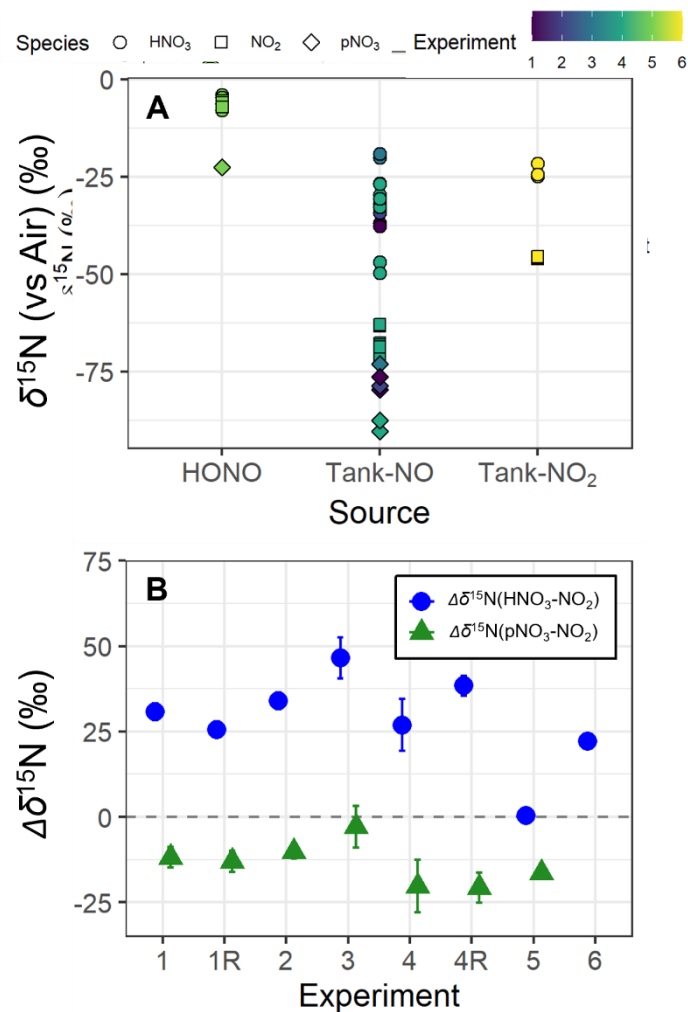 Species HNO₃ NO₂ pNO₃ Experiment
1 2 3 4 5 6
A
0
-25
-50
-75
δ¹⁵N (vs Air) (‰)
HONO Tank-NO Tank-NO₂
Source
B
75
50
25
0
-25
Δδ¹⁵N (‰)
Δδ¹⁵N(HNO₃-NO₂)
Δδ¹⁵N(pNO₃-NO₂)
1 1R 2 3 4 4R 5 6
Experiment